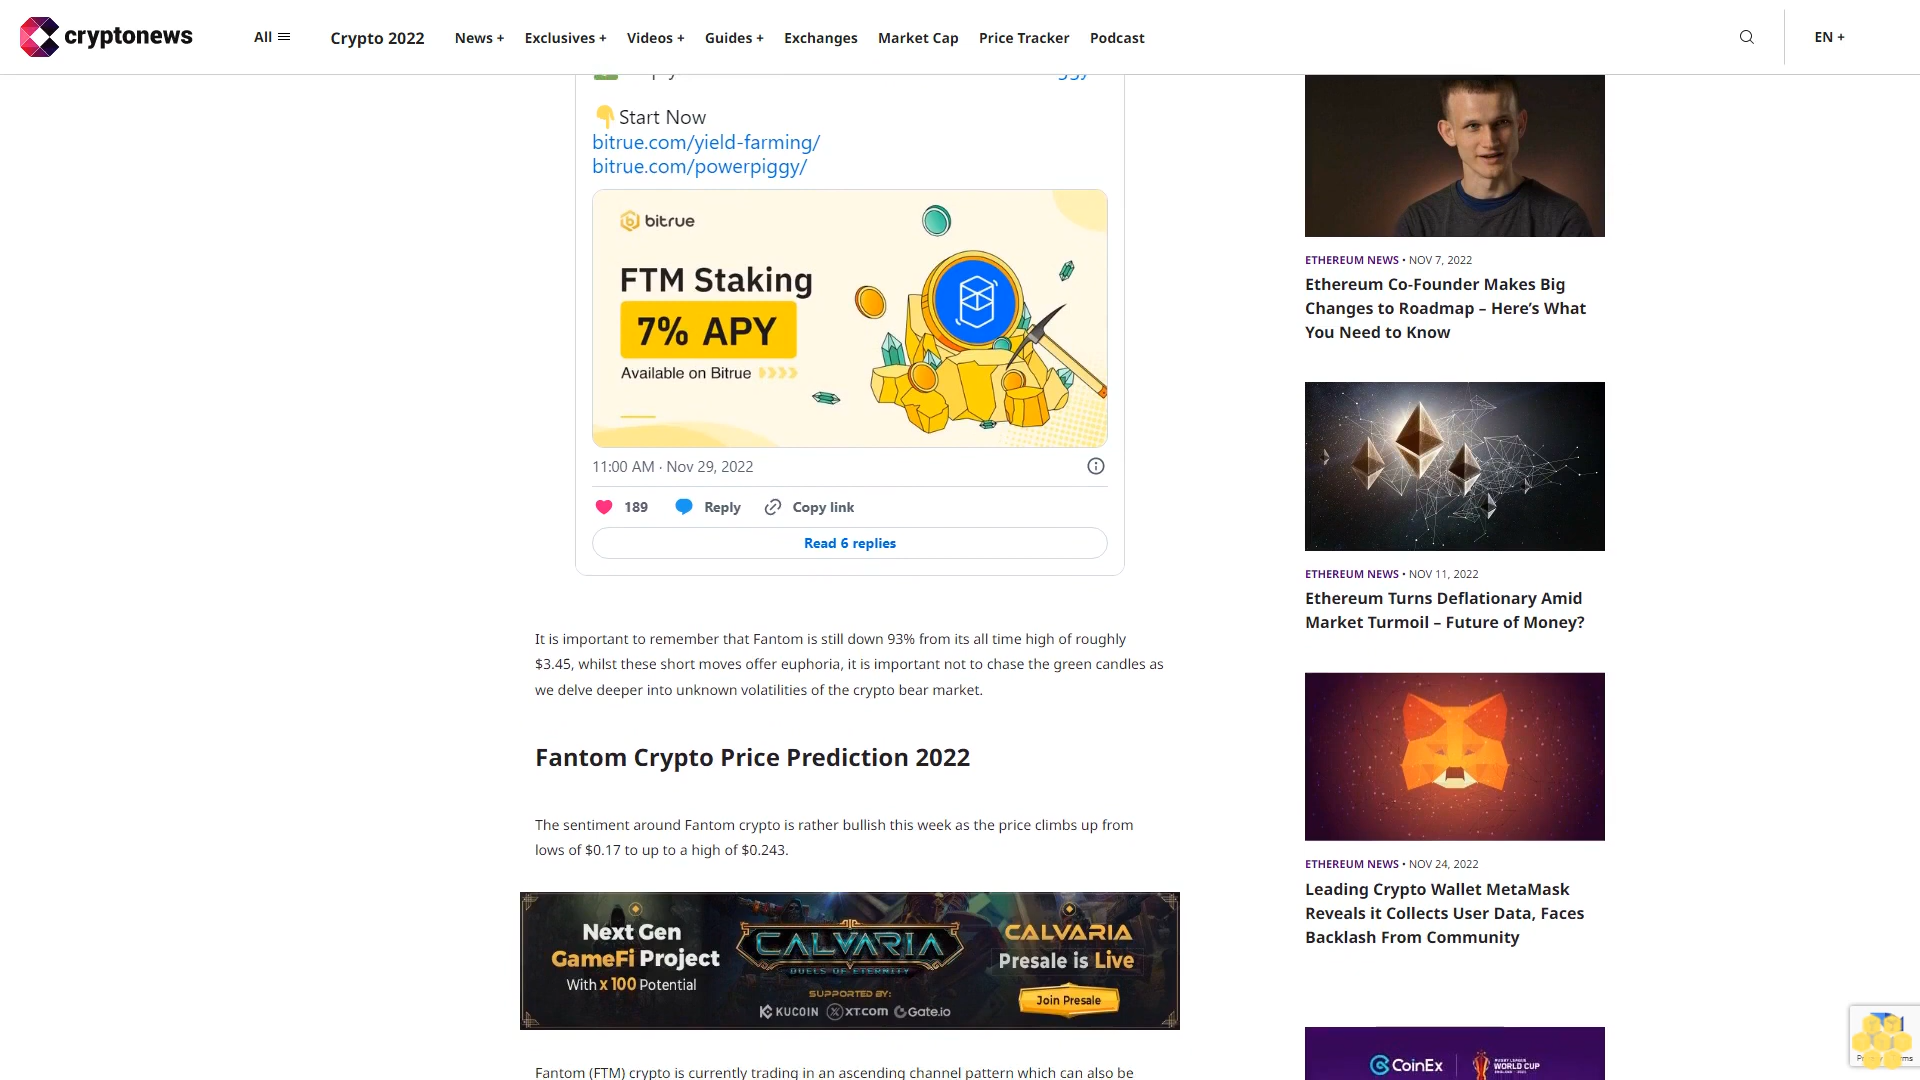 cryptonews
All
Crypto 2022
News +
Exclusives +
Videos +
Guides +
Exchanges
Market Cap
Price Tracker
Podcast
EN +
👇Start Now
bitrue.com/yield-farming/
bitrue.com/powerpiggy/
bitrue
FTM Staking
7% APY
Available on Bitrue
11:00 AM · Nov 29, 2022
189
Reply
Copy link
Read 6 replies
It is important to remember that Fantom is still down 93% from its all time high of roughly
$3.45, whilst these short moves offer euphoria, it is important not to chase the green candles as
we delve deeper into unknown volatilities of the crypto bear market.
Fantom Crypto Price Prediction 2022
The sentiment around Fantom crypto is rather bullish this week as the price climbs up from
lows of $0.17 to up to a high of $0.243.
Next Gen
GameFi Project
With x 100 Potential
CALVARIA
DUELS OF ETERNITY
SUPPORTED BY:
KUCOIN XT.COM Gate.io
CALVARIA
Presale is Live
Join Presale
Fantom (FTM) crypto is currently trading in an ascending channel pattern which can also be
ETHEREUM NEWS • NOV 7, 2022
Ethereum Co-Founder Makes Big
Changes to Roadmap – Here’s What
You Need to Know
ETHEREUM NEWS • NOV 11, 2022
Ethereum Turns Deflationary Amid
Market Turmoil – Future of Money?
ETHEREUM NEWS • NOV 24, 2022
Leading Crypto Wallet MetaMask
Reveals it Collects User Data, Faces
Backlash From Community
CoinEx
RUGBY LEAGUE
WORLD CUP